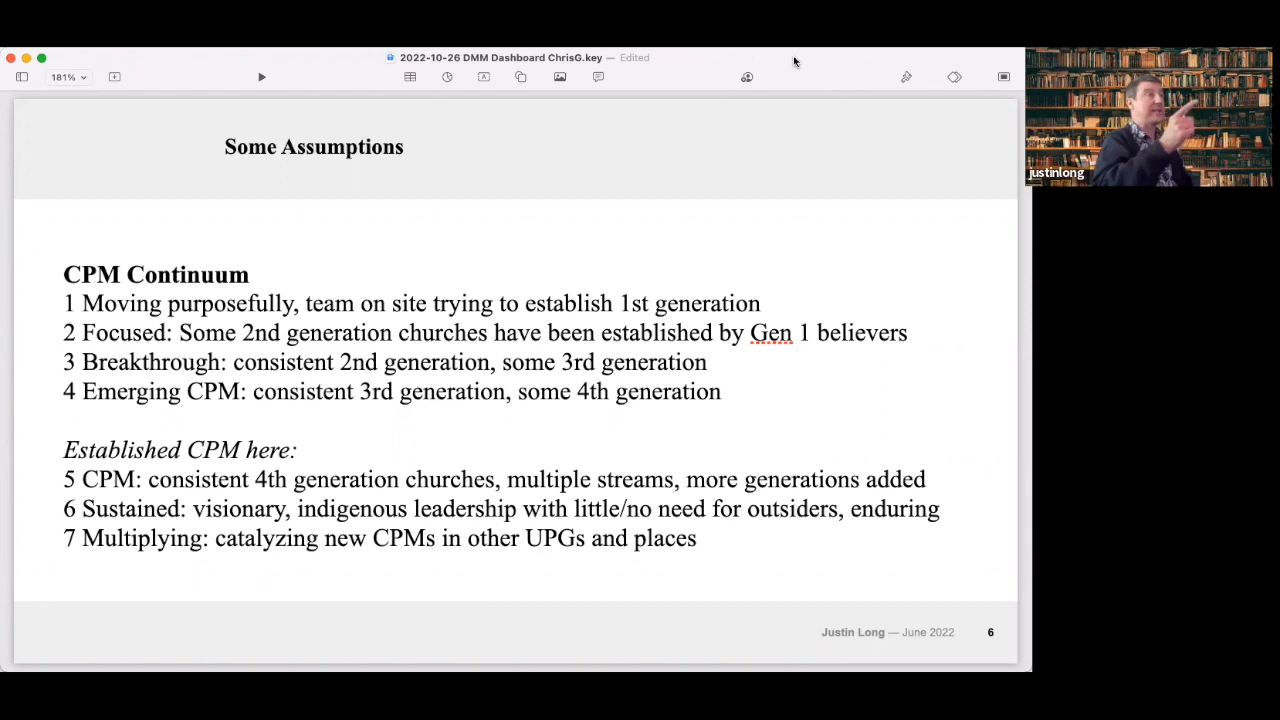 2022-10-26 DMM Dashboard ChrisG.key — Edited
181%
Some Assumptions
justinlong
CPM Continuum
1 Moving purposefully, team on site trying to establish 1st generation
2 Focused: Some 2nd generation churches have been established by Gen 1 believers
3 Breakthrough: consistent 2nd generation, some 3rd generation
4 Emerging CPM: consistent 3rd generation, some 4th generation
Established CPM here:
5 CPM: consistent 4th generation churches, multiple streams, more generations added
6 Sustained: visionary, indigenous leadership with little/no need for outsiders, enduring
7 Multiplying: catalyzing new CPMs in other UPGs and places
Justin Long — June 2022 6